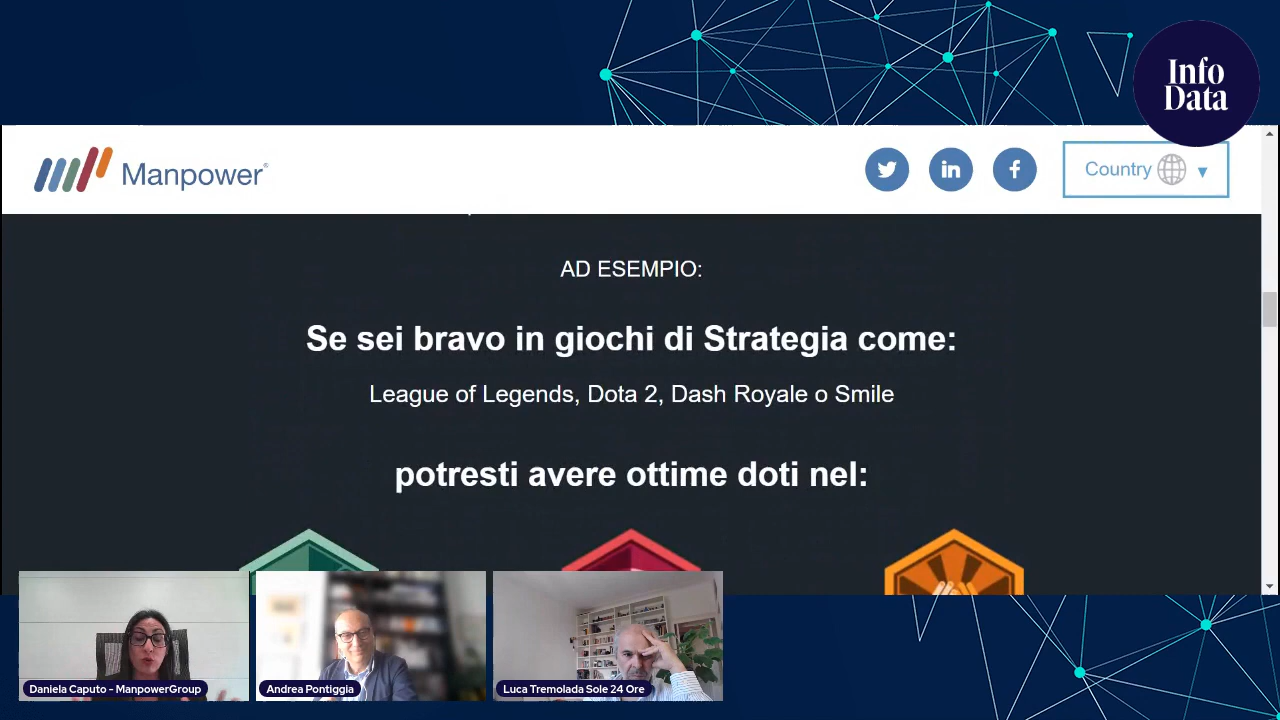 Info
Data
Manpower®
Country
AD ESEMPIO:
Se sei bravo in giochi di Strategia come:
League of Legends, Dota 2, Dash Royale o Smile
potresti avere ottime doti nel:
Daniela Caputo - ManpowerGroup
Andrea Pontiggia
Luca Tremolada Sole 24 Ore